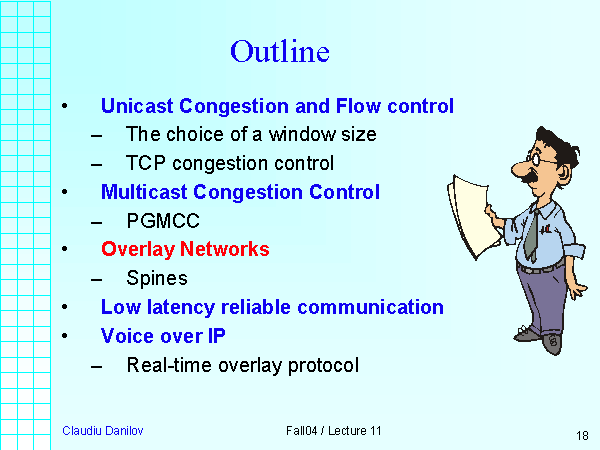 Outline
• Unicast Congestion and Flow control
– The choice of a window size
– TCP congestion control
• Multicast Congestion Control
– PGMCC
• Overlay Networks
– Spines
• Low latency reliable communication
• Voice over IP
– Real-time overlay protocol
Claudiu Danilov
Fall04 / Lecture 11
18